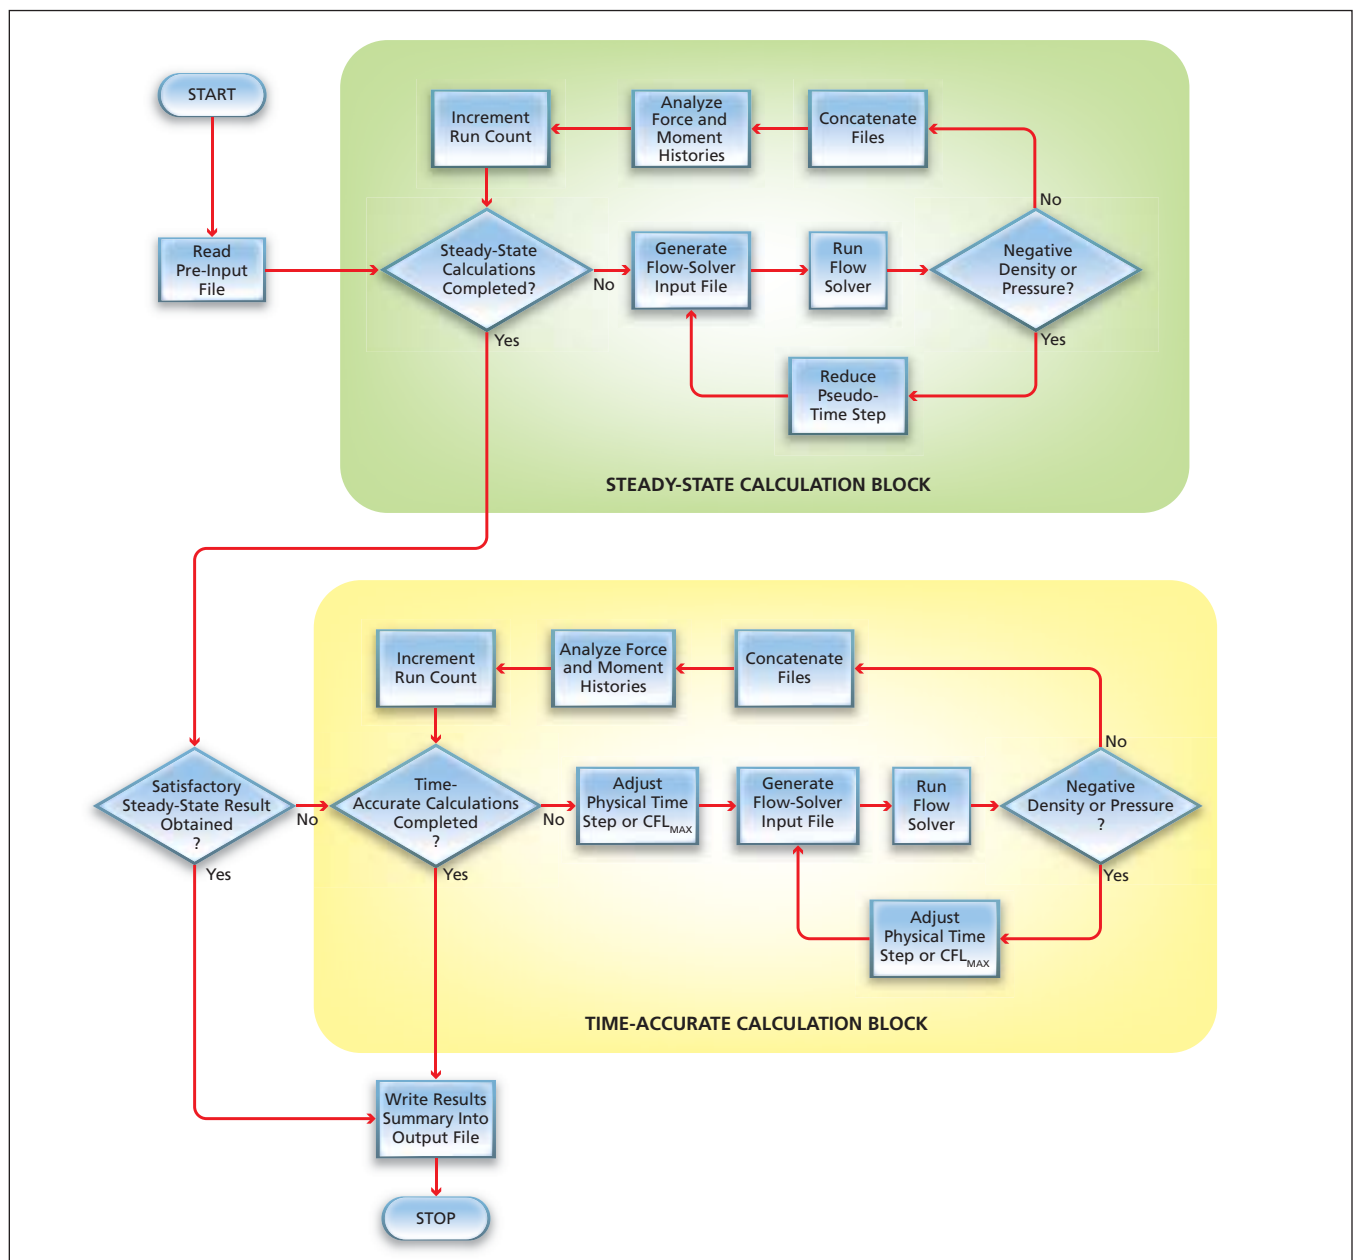 START
Read
Pre-Input
File
Increment
Run Count
Analyze
Force and
Moment
Histories
Concatenate
Files
Steady-State
Calculations
Completed?
No
Yes
Generate
Flow-Solver
Input File
Run
Flow
Solver
Negative
Density or
Pressure?
No
Yes
Reduce
Pseudo-
Time Step
STEADY-STATE CALCULATION BLOCK
Increment
Run Count
Analyze Force
and Moment
Histories
Concatenate
Files
Satisfactory
Steady-State Result
Obtained
?
No
Yes
Time-
Accurate Calculations
Completed
?
No
Yes
Adjust
Physical Time
Step or CFLMAX
Generate
Flow-Solver
Input File
Run
Flow
Solver
Negative
Density or Pressure
?
No
Yes
Adjust
Physical Time
Step or CFLMAX
TIME-ACCURATE CALCULATION BLOCK
Write Results
Summary Into
Output File
STOP